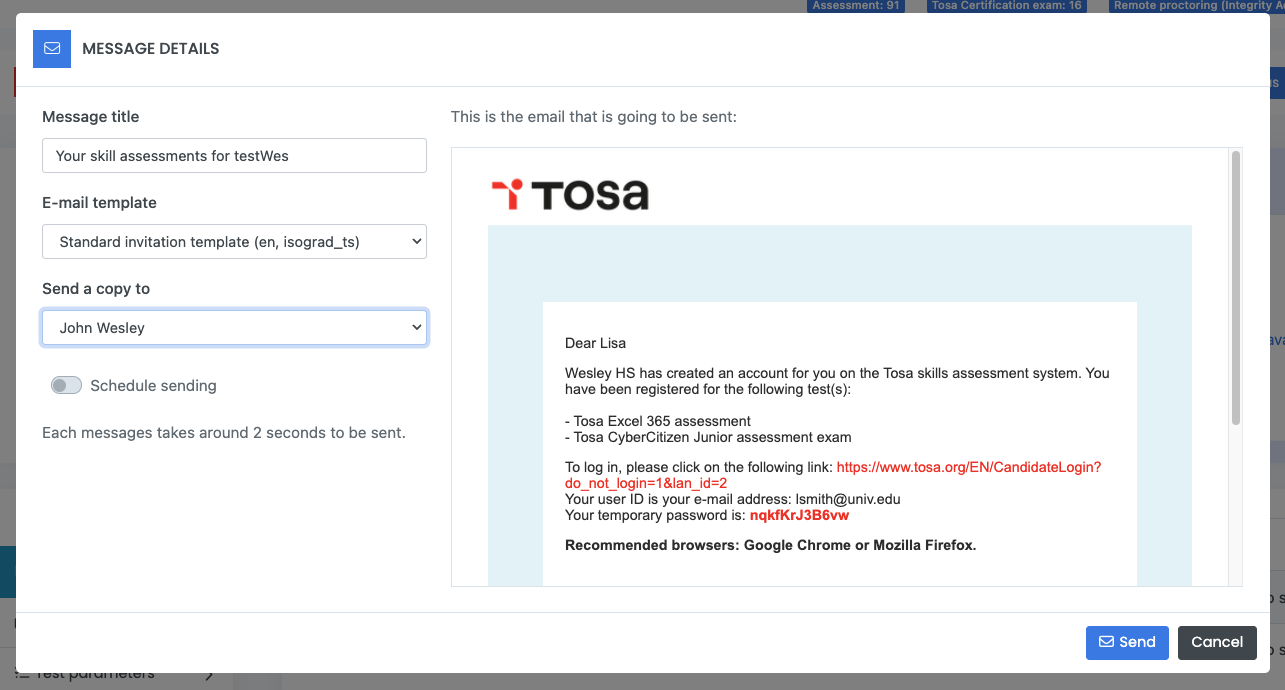 Assessment: 91
Tosa Certification exam: 16
Remote proctoring (Integrity
MESSAGE DETAILS
Message title
This is the email that is going to be sent:
Your skill assessments for testWes
E-mail template
Standard invitation template (en, isograd_ts)
Send a copy to
John Wesley
Schedule sending
Each messages takes around 2 seconds to be sent.
TOSA
Dear Lisa
Wesley HS has created an account for you on the Tosa skills assessment system. You
have been registered for the following test(s):
- Tosa Excel 365 assessment
- Tosa CyberCitizen Junior assessment exam
To log in, please click on the following link: https://www.tosa.org/EN/CandidateLogin?
do_not_login=1&lan_id=2
Your user ID is your e-mail address: lsmith@univ.edu
Your temporary password is: nqkfKrJ3B6vw
Recommended browsers: Google Chrome or Mozilla Firefox.
Send
Cancel
Test parameters